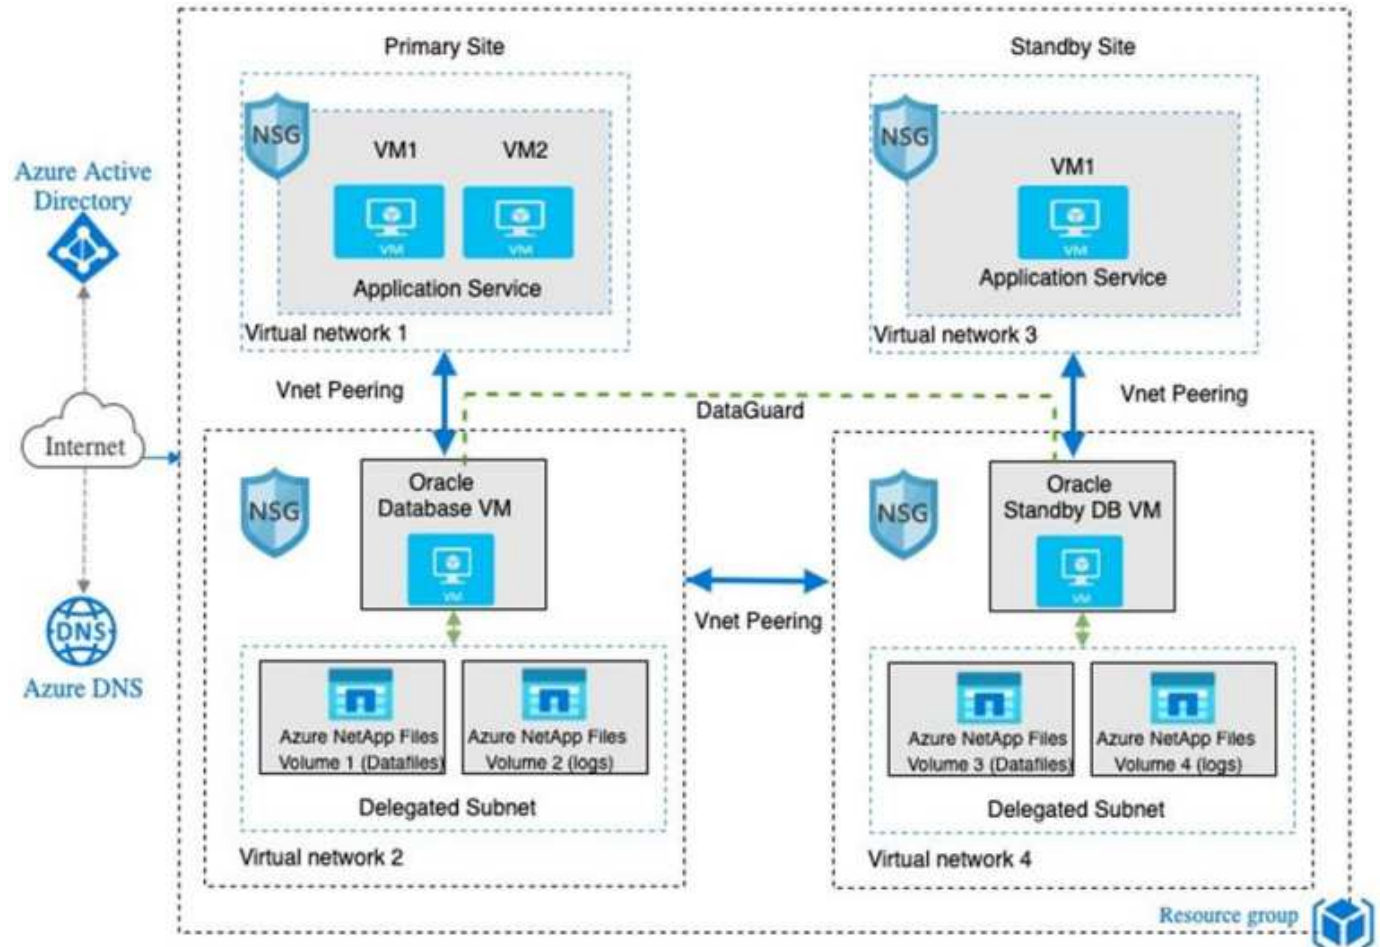 Primary Site
Standby Site
NSG
VM1
VM2
VM
VM
Application Service
Virtual network 1
NSG
VM1
VM
Application Service
Virtual network 3
Azure Active
Directory
Internet
DNS
Azure DNS
Vnet Peering
DataGuard
Vnet Peering
NSG
Oracle
Database VM
VM
Vnet Peering
NSG
Oracle
Standby DB VM
VM
Azure NetApp Files
Volume 1 (Datafiles)
Azure NetApp Files
Volume 2 (logs)
Delegated Subnet
Virtual network 2
Azure NetApp Files
Volume 3 (Datafiles)
Azure NetApp Files
Volume 4 (logs)
Delegated Subnet
Virtual network 4
Resource group